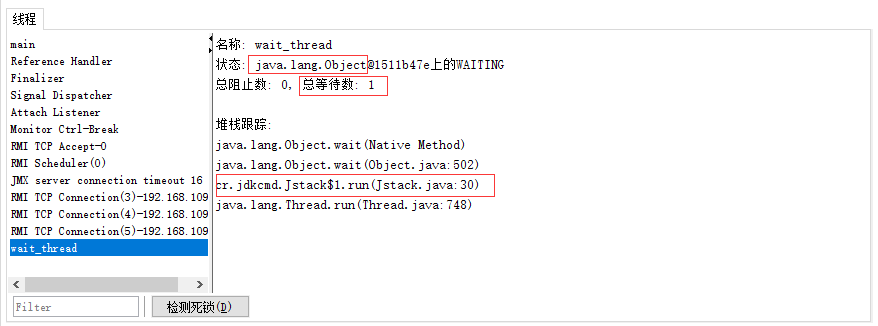 线程
main
Reference Handler
Finalizer
Signal Dispatcher
Attach Listener
Monitor Ctrl-Break
RMI TCP Accept-0
RMI Scheduler(0)
JMX server connection timeout 16
RMI TCP Connection(3)-192.168.109
RMI TCP Connection(4)-192.168.109
RMI TCP Connection(5)-192.168.109
wait_thread
名称: wait_thread
状态: java.lang.Object@1511b47e上的WAITING
总阻止数: 0, 总等待数: 1
堆栈跟踪:
java.lang.Object.wait(Native Method)
java.lang.Object.wait(Object.java:502)
cr.jdkcmd.Jstack$1.run(Jstack.java:30)
java.lang.Thread.run(Thread.java:748)
Filter
检测死锁(D)